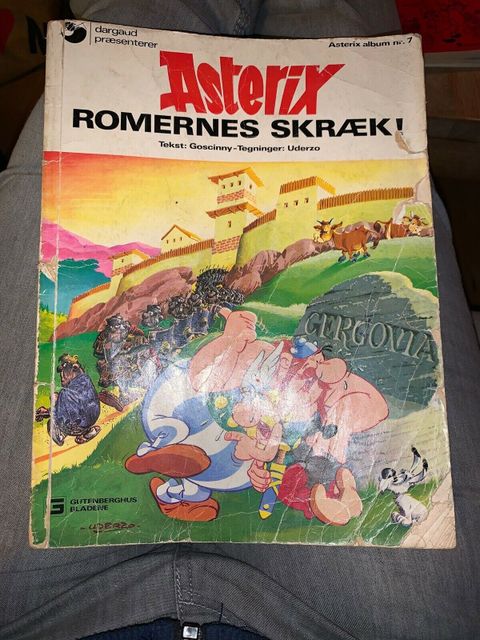 dargaud
præsenterer
Asterix album nr. 7
Asterix
ROMERNES SKRÆK!
Tekst: Goscinny-Tegninger: Uderzo
GERGOVIA
G GUTENBERGHUS
BLADENE
-UDERZO-